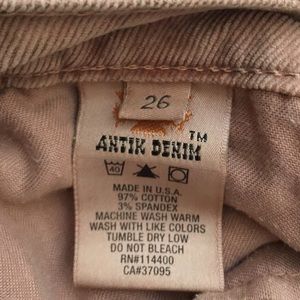 26
ANTIK DENIM™
40
MADE IN U.S.A.
97% COTTON
3% SPANDEX
MACHINE WASH WARM
WASH WITH LIKE COLORS
TUMBLE DRY LOW
DO NOT BLEACH
RN#114400
CA#37095